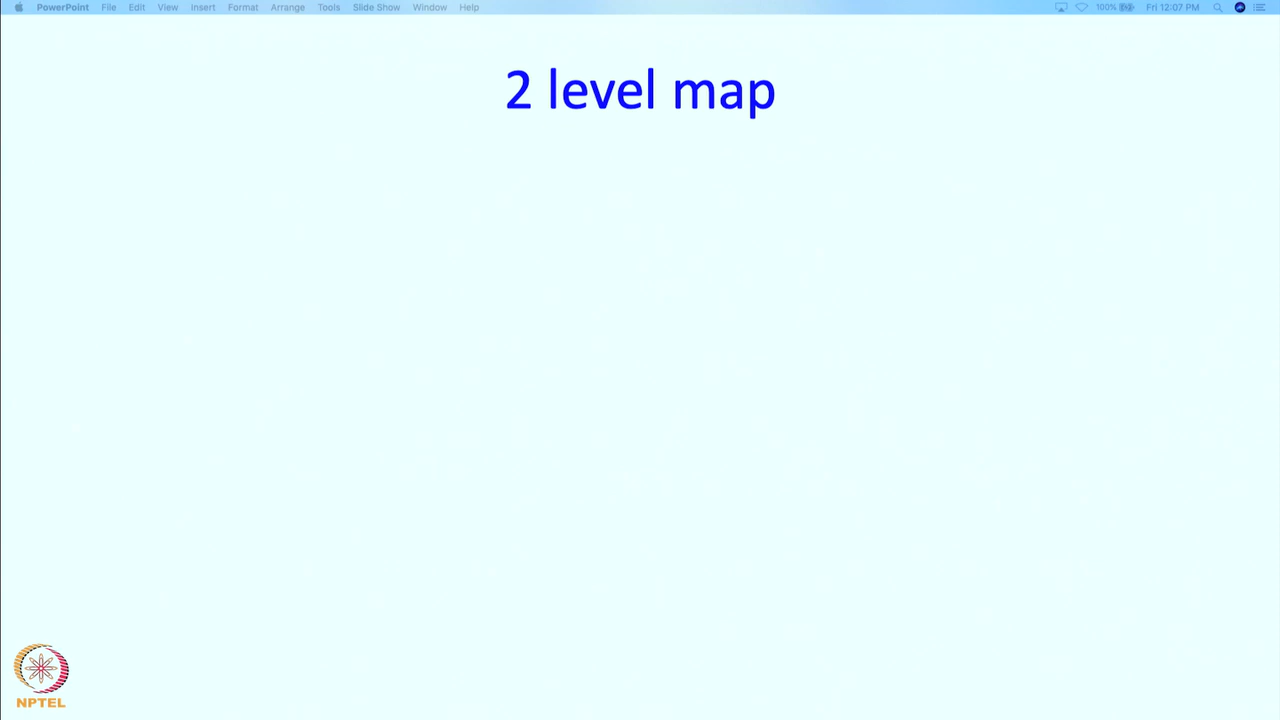 PowerPoint File Edit View Insert Format Arrange Tools Slide Show Window Help 100% Fri 12:07 PM
2 level map
NPTEL